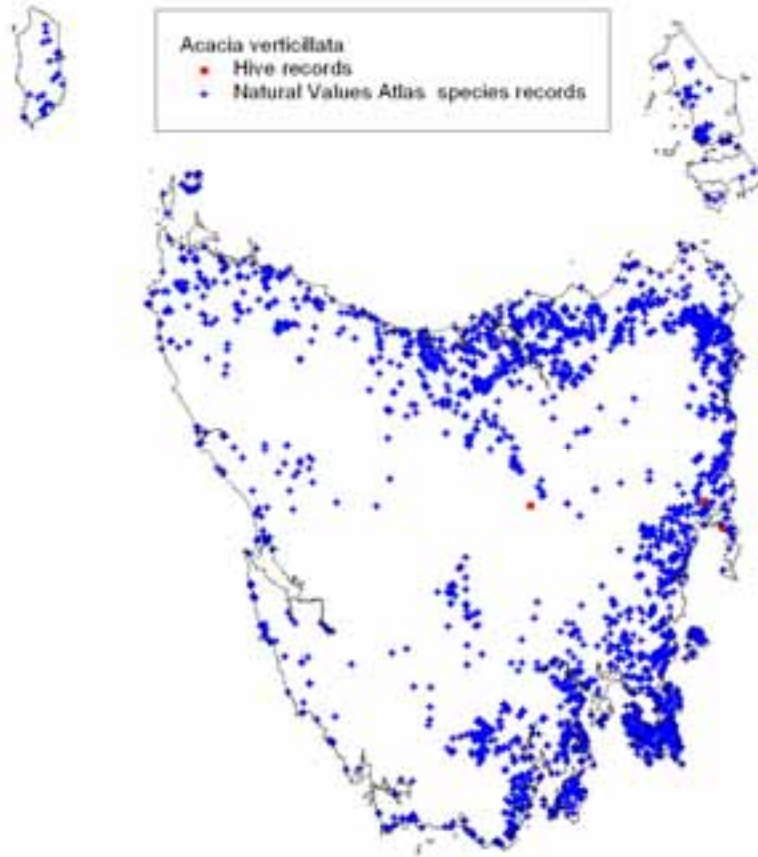 Acacia verticillata
Hive records
Natural Values Atlas species records